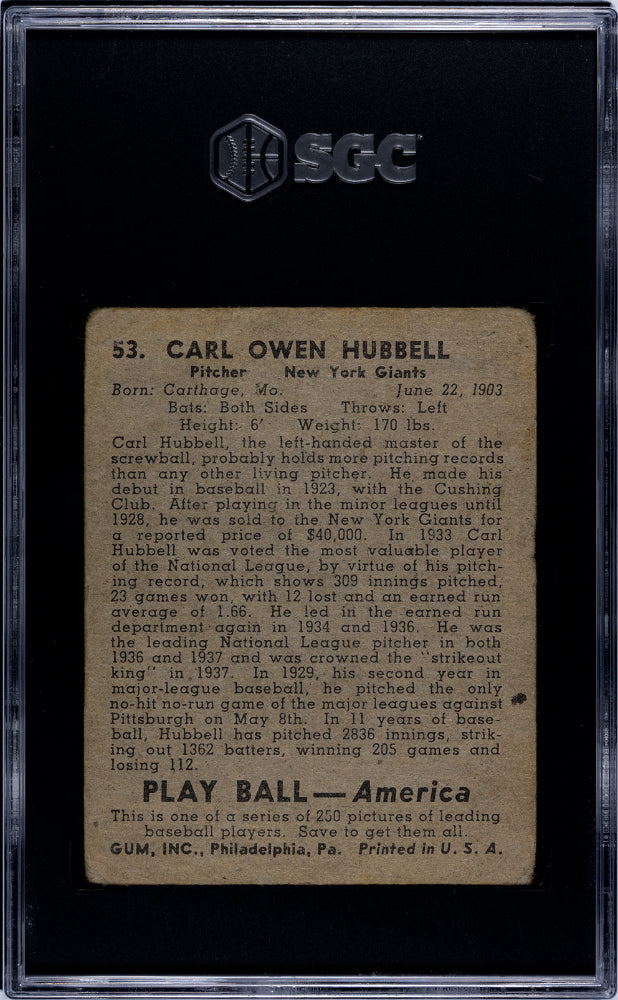 SGC
53. CARL OWEN HUBBELL
Pitcher New York Giants
Born: Carthage, Mo. June 22, 1903
Bats: Both Sides Throws: Left
Height: 6' Weight: 170 lbs.
Carl Hubbell, the left-handed master of the
screwball, probably holds more pitching records
than any other living pitcher. He made his
debut in baseball in 1923, with the Cushing
Club. After playing in the minor leagues until
1928, he was sold to the New York Giants for
a reported price of $40,000. In 1933 Carl
Hubbell was voted the most valuable player
of the National League, by virtue of his pitch-
ing record, which shows 309 innings pitched,
23 games won, with 12 lost and an earned run
average of 1.66. He led in the earned run
department again in 1934 and 1936. He was
the leading National League pitcher in both
1936 and 1937 and was crowned the "strikeout
king" in 1937. In 1929, his second year in
major-league baseball, he pitched the only
no-hit no-run game of the major leagues against
Pittsburgh on May 8th. In 11 years of base-
ball, Hubbell has pitched 2836 innings, strik-
ing out 1362 batters, winning 205 games and
losing 112.
PLAY BALL—America
This is one of a series of 250 pictures of leading
baseball players. Save to get them all.
GUM, INC., Philadelphia, Pa. Printed in U. S. A.